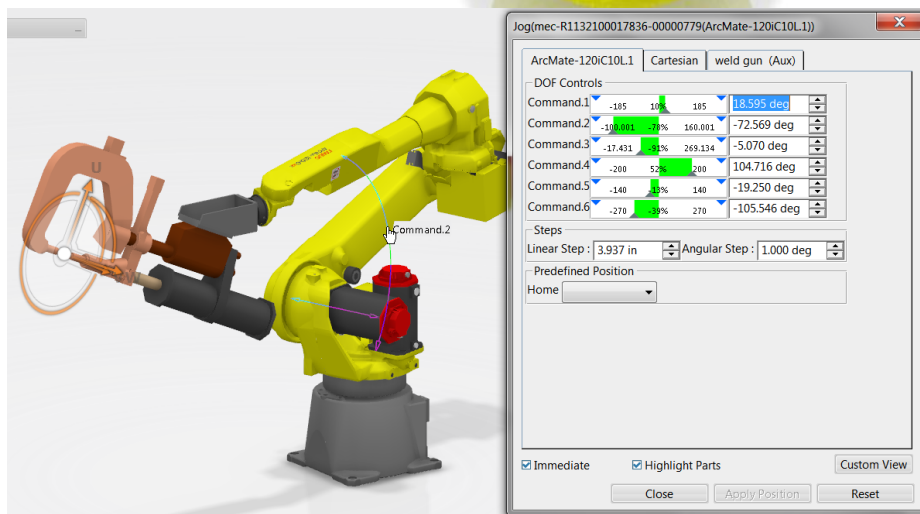 Jog(mec-R1132100017836-00000779(ArcMate-120iC10L.1))
ArcMate-120iC10L.1 Cartesian weld gun (Aux)
DOF Controls
Command.1 -185 10% 185 18.595 deg
Command.2 -100.001 -78% 160.001 -72.569 deg
Command.3 -17.431 -91% 269.134 -5.070 deg
Command.4 -200 52% 200 104.716 deg
Command.5 -140 -13% 140 -19.250 deg
Command.6 -270 -39% 270 -105.546 deg
Steps
Linear Step : 3.937 in Angular Step : 1.000 deg
Predefined Position
Home
Immediate Highlight Parts Custom View
Close Apply Position Reset
U
W
Command.2